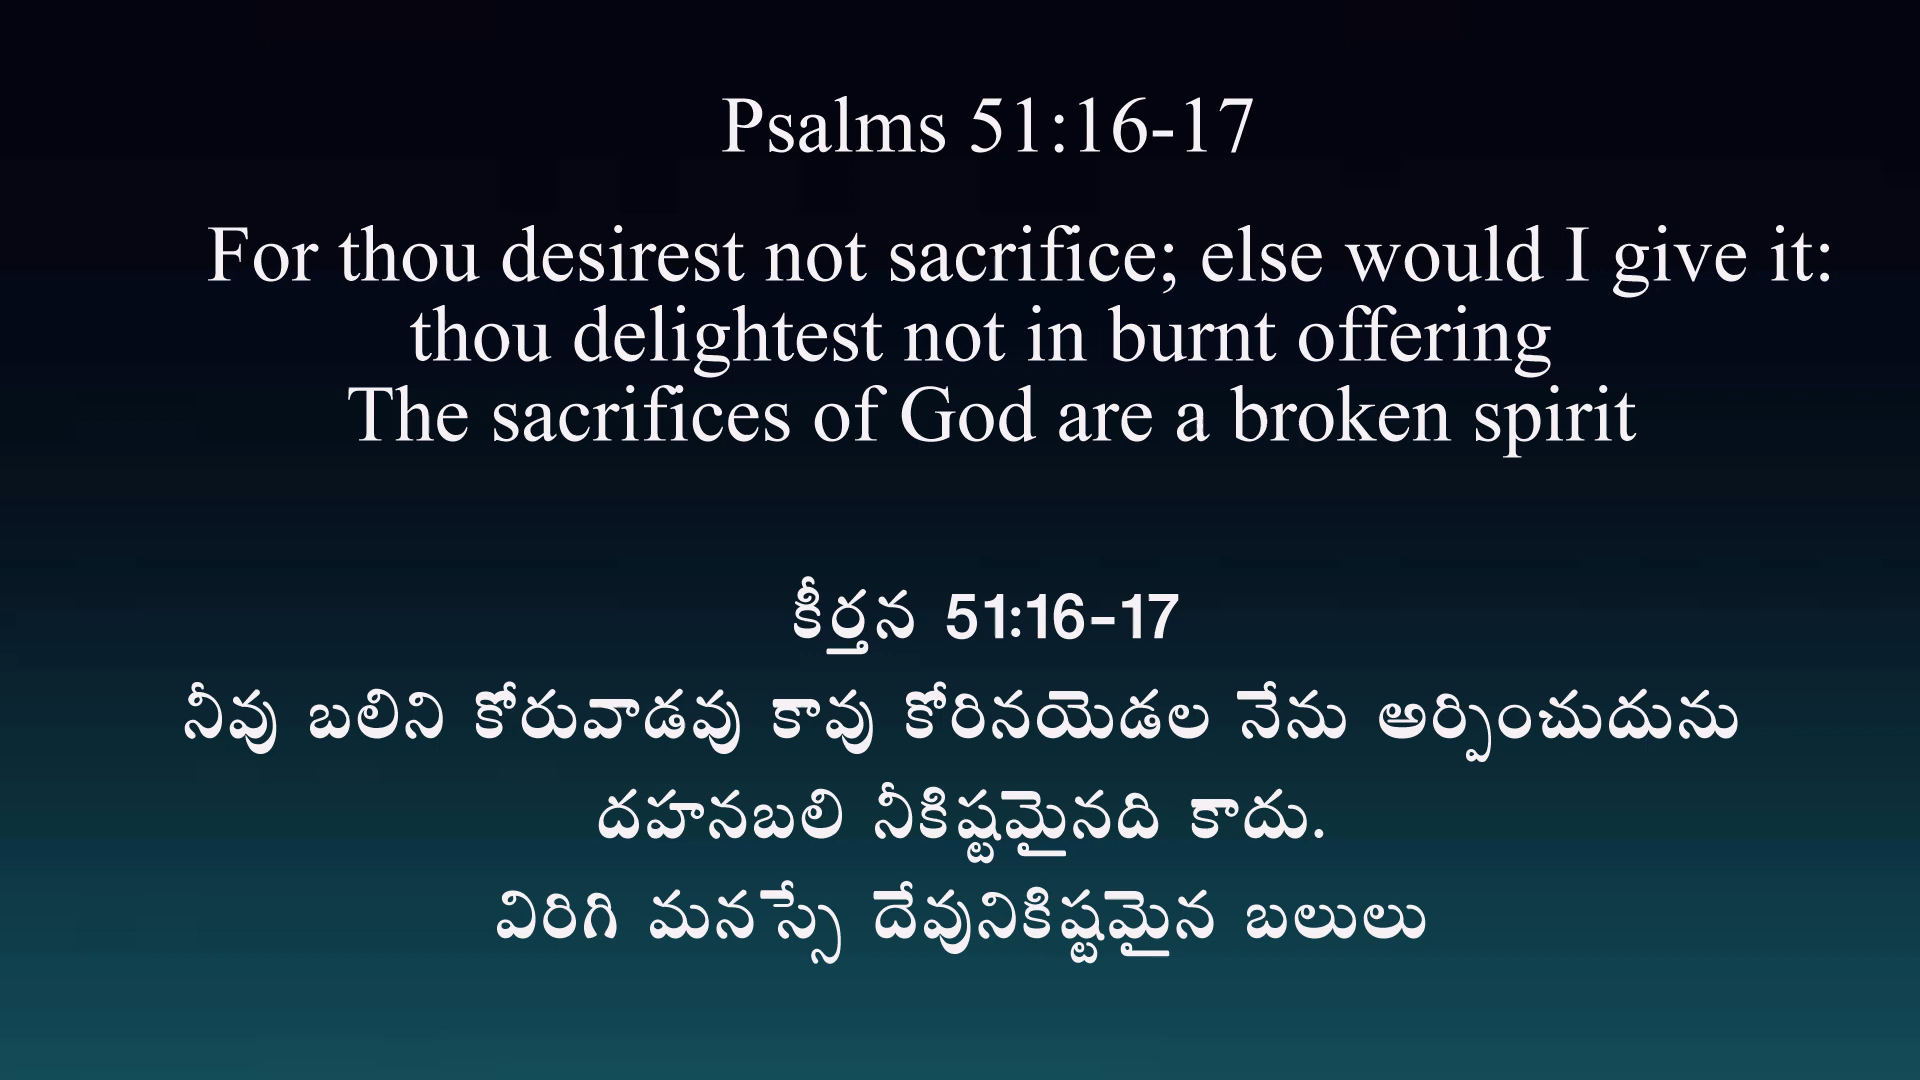 Psalms 51:16-17
For thou desirest not sacrifice; else would I give it:
thou delightest not in burnt offering
The sacrifices of God are a broken spirit
కీర్తన 51:16-17
నీవు బలిని కోరువాడవు కావు కోరినయెడల నేను అర్పించుదును
దహనబలి నీకిష్టమైనది కాదు.
విరిగి మనస్సే దేవునికిష్టమైన బలులు